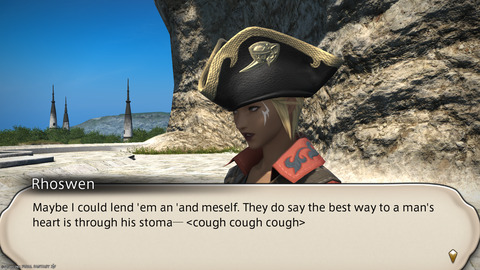 Rhoswen
Maybe I could lend 'em an 'and meself. They do say the best way to a man's
heart is through his stoma─ <cough cough cough>